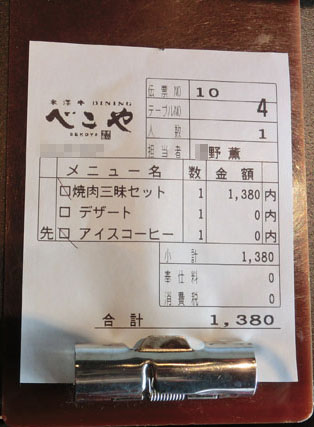 米澤牛 DINING
べこや
BEKOYA
伝票NO 10
テーブルNO 4
人数 1
担当者 野薫
メニュー名 数 金額
焼肉三昧セット 1 1,380 内
デザート 1 0 内
先 アイスコーヒー 1 0 内
小計 1,380
奉仕料 0
消費税 0
合計 1,380